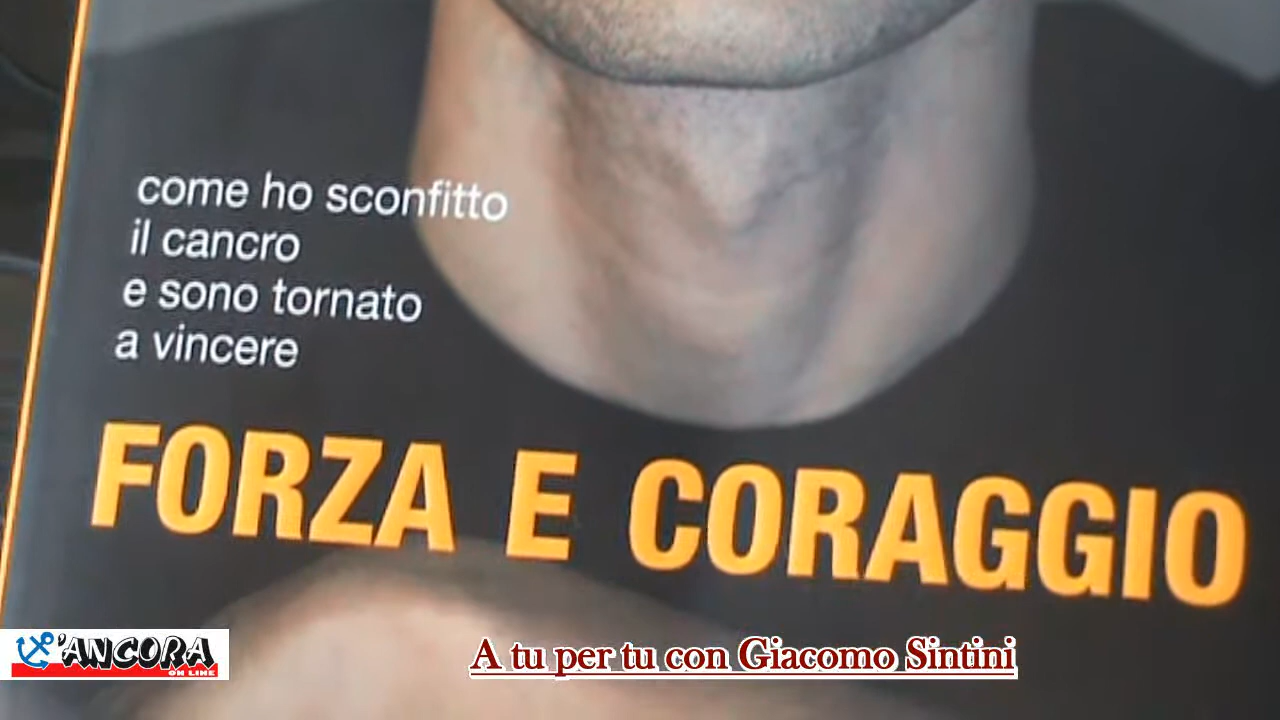 come ho sconfitto
il cancro
e sono tornato
a vincere
FORZA E CORAGGIO
L'ANCORA
ON LINE
A tu per tu con Giacomo Sintini